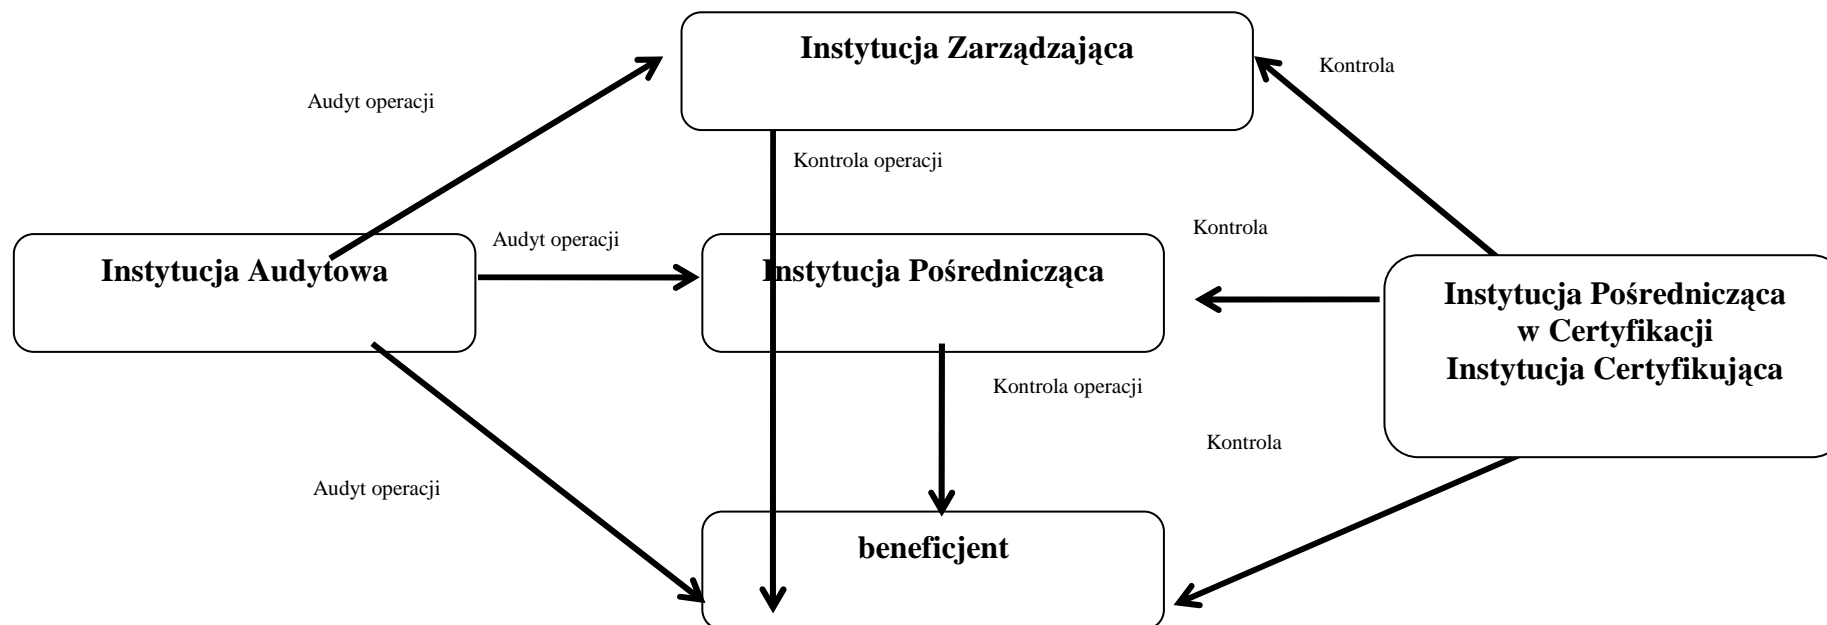 Instytucja Zarządzająca
Kontrola
Audyt operacji
Kontrola operacji
Kontrola
Audyt operacji
Instytucja Audytowa
Instytucja Pośrednicząca
Instytucja Pośrednicząca
w Certyfikacji
Instytucja Certyfikująca
Kontrola operacji
Kontrola
Audyt operacji
beneficjent